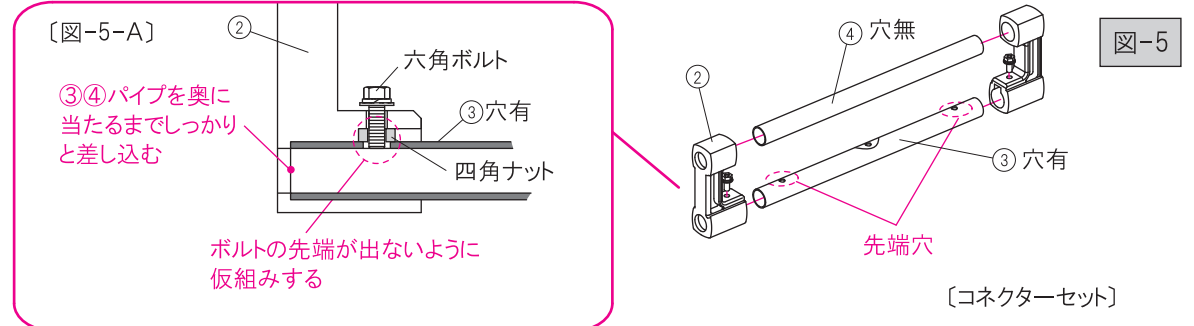 〔図-5-A〕
②
六角ボルト
③④パイプを奥に
当たるまでしっかり
と差し込む
③穴有
四角ナット
ボルトの先端が出ないように
仮組みする
④ 穴無
図-5
②
③ 穴有
先端穴
〔コネクターセット〕